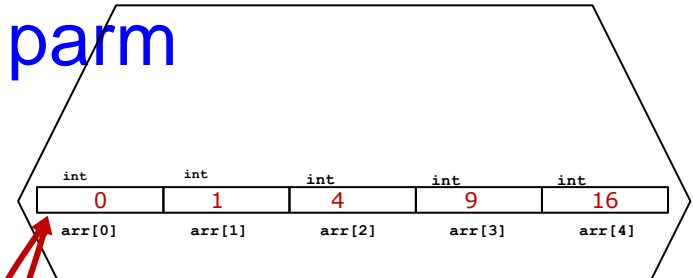 parm
int int int int int
0 1 4 9 16
arr[0] arr[1] arr[2] arr[3] arr[4]